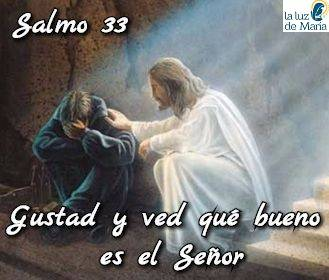 Salmo 33
la luz
de María
Gustad y ved qué bueno
es el Señor